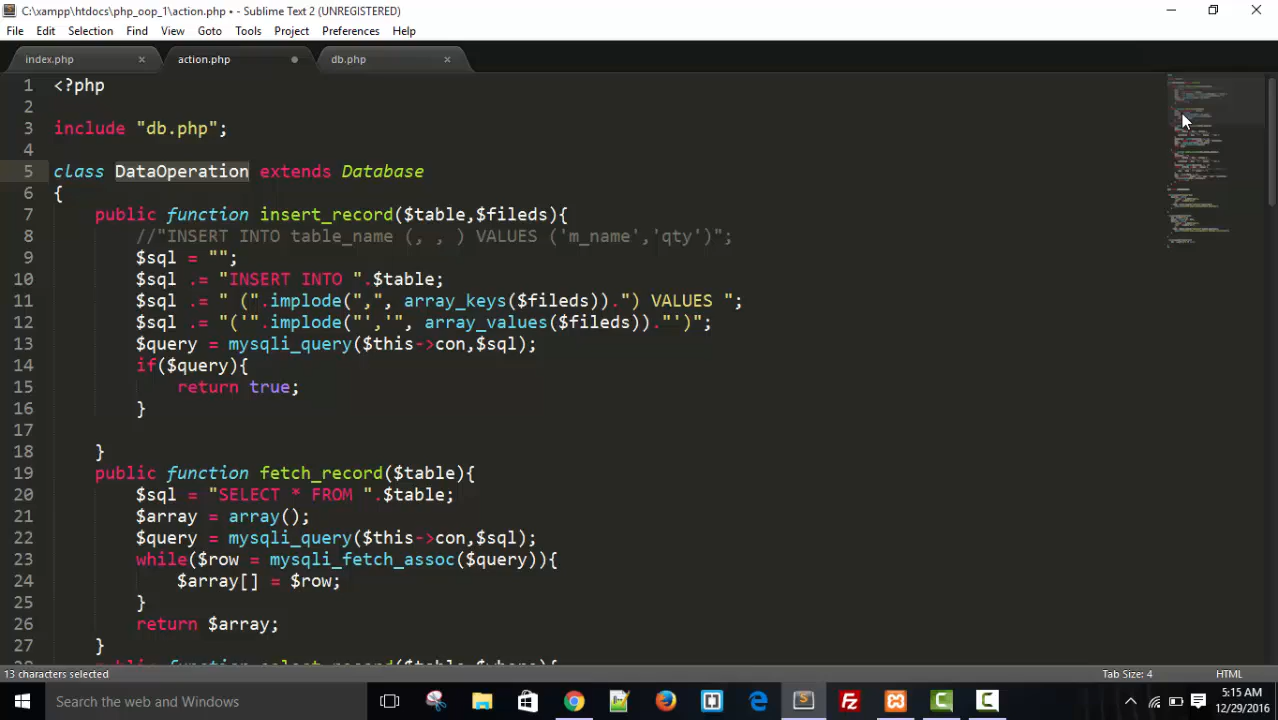 C:\xampp\htdocs\php_oop_1\action.php • - Sublime Text 2 (UNREGISTERED)
File Edit Selection Find View Goto Tools Project Preferences Help
index.php × action.php db.php ×
1 <?php
2
3 include "db.php";
4
5 class DataOperation extends Database
6 {
7 public function insert_record($table,$fileds){
8 //"INSERT INTO table_name (, , ) VALUES ('m_name','qty')";
9 $sql = "";
10 $sql .= "INSERT INTO ".$table;
11 $sql .= " (".implode(",", array_keys($fileds)).") VALUES ";
12 $sql .= "('".implode("','", array_values($fileds))."')";
13 $query = mysqli_query($this->con,$sql);
14 if($query){
15 return true;
16 }
17
18 }
19 public function fetch_record($table){
20 $sql = "SELECT * FROM ".$table;
21 $array = array();
22 $query = mysqli_query($this->con,$sql);
23 while($row = mysqli_fetch_assoc($query)){
24 $array[] = $row;
25 }
26 return $array;
27 }
28 public function select_record($table,$where){
13 characters selected Tab Size: 4 HTML
Search the web and Windows
5:15 AM
12/29/2016